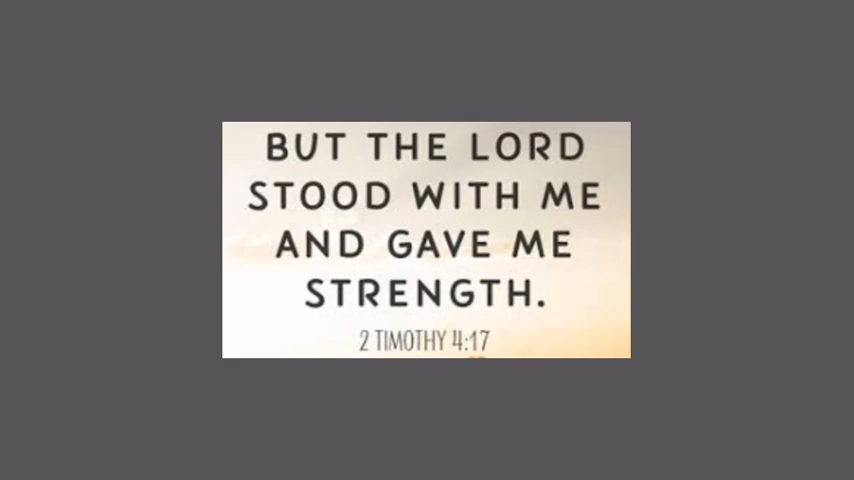 BUT THE LORD
STOOD WITH ME
AND GAVE ME
STRENGTH.
2 TIMOTHY 4:17